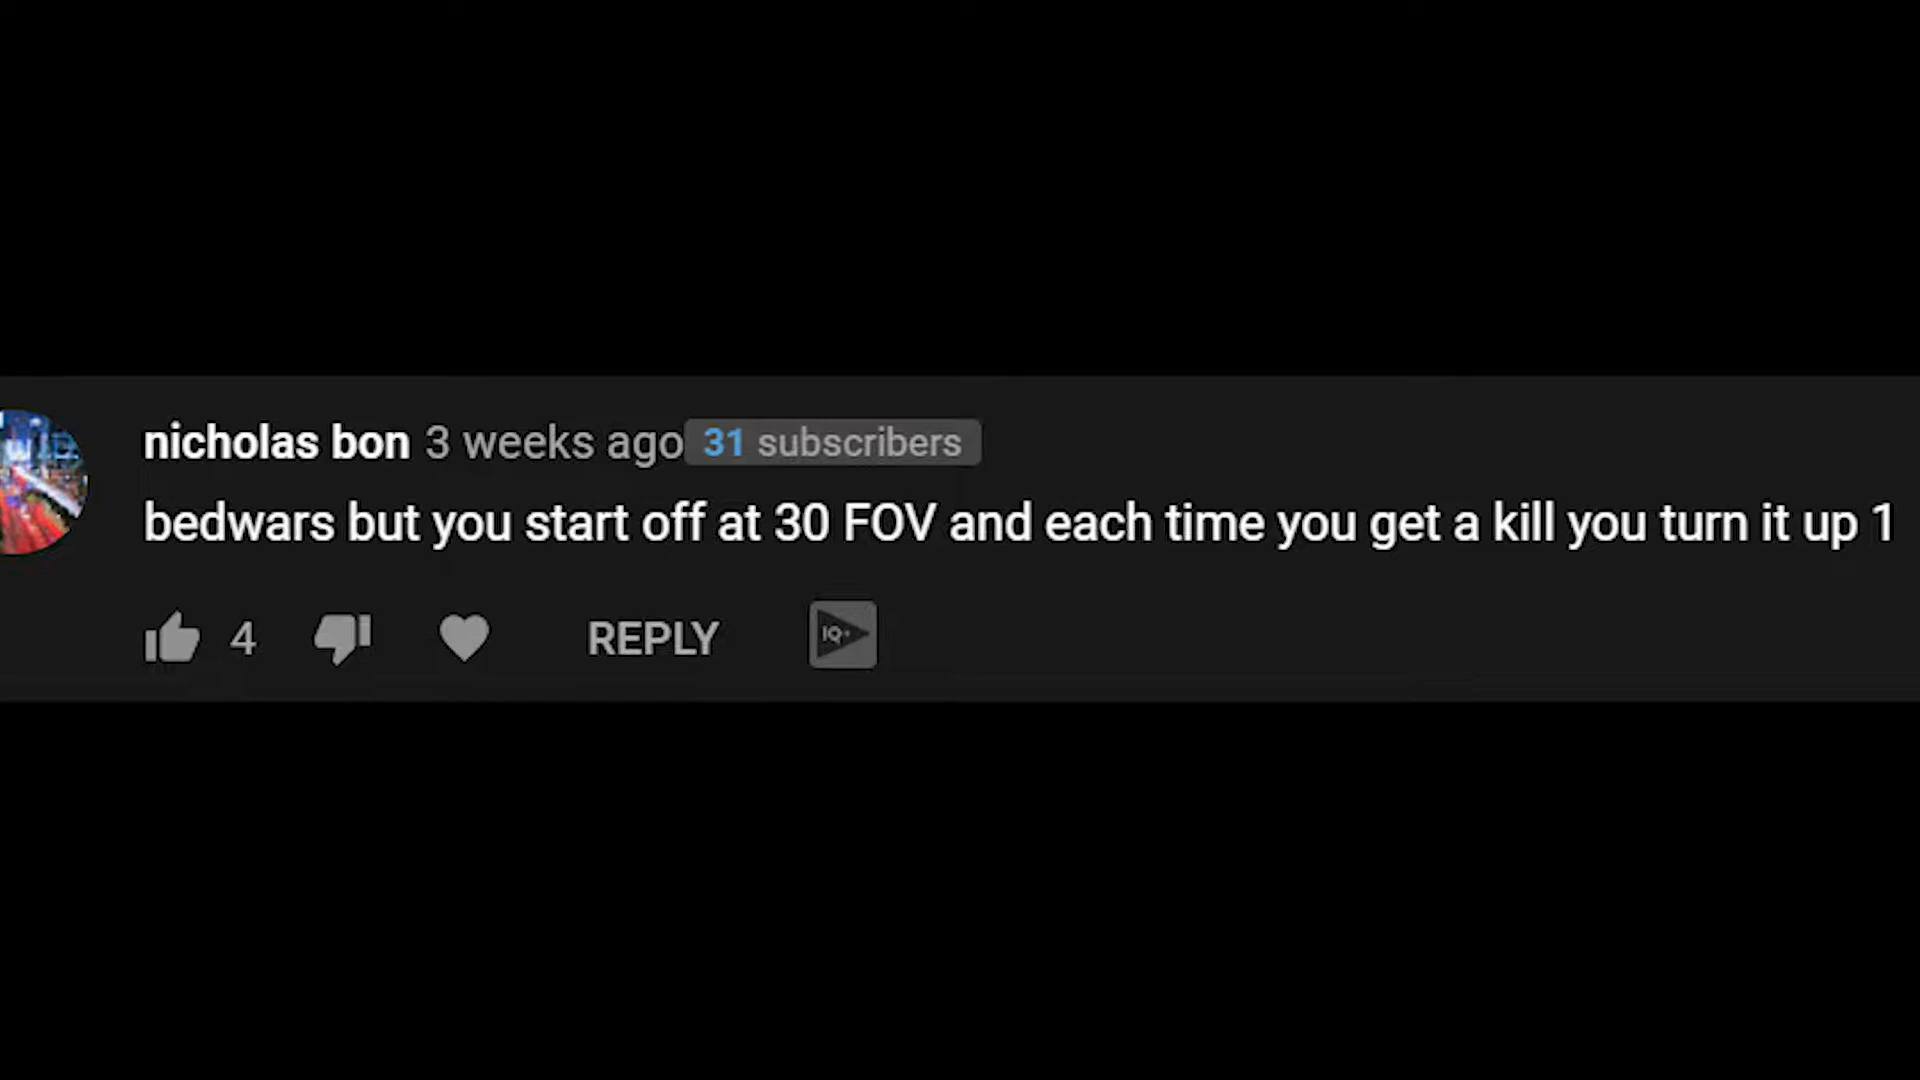 nicholas bon 3 weeks ago 31 subscribers
bedwars but you start off at 30 FOV and each time you get a kill you turn it up 1
4 REPLY IQ+